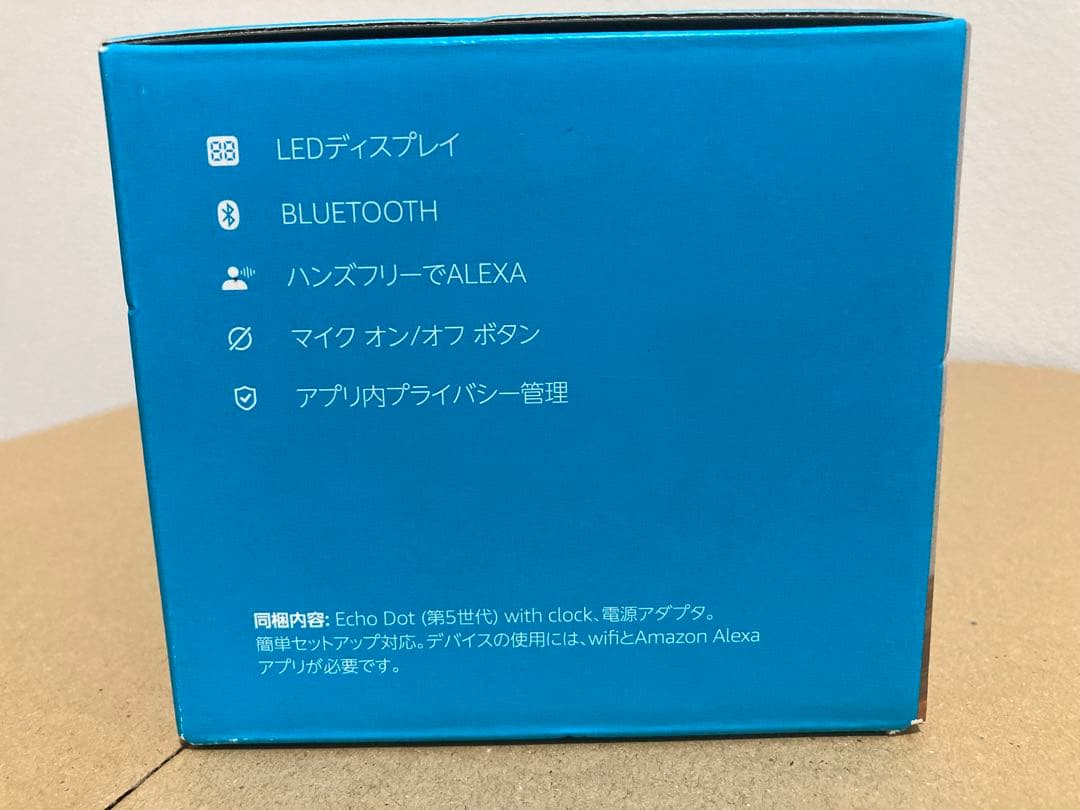 LEDディスプレイ
BLUETOOTH
ハンズフリーでALEXA
マイク オン/オフ ボタン
アプリ内プライバシー管理
同梱内容: Echo Dot (第5世代) with clock、電源アダプタ。
簡単セットアップ対応。デバイスの使用には、wifiとAmazon Alexa
アプリが必要です。